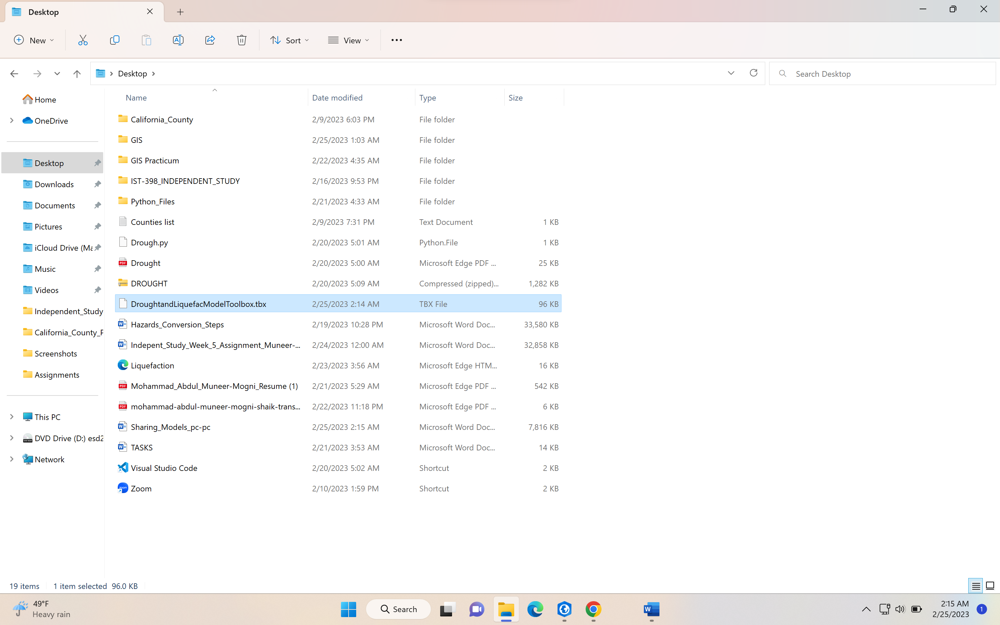 Desktop
New
Sort
View
Desktop
Search Desktop
Home
OneDrive
Desktop
Downloads
Documents
Pictures
iCloud Drive (Ma
Music
Videos
Independent_Study
California_County_P
Screenshots
Assignments
This PC
DVD Drive (D:) esd2
Network
Name Date modified Type Size
California_County 2/9/2023 6:03 PM File folder
GIS 2/25/2023 1:03 AM File folder
GIS Practicum 2/22/2023 4:35 AM File folder
IST-398_INDEPENDENT_STUDY 2/16/2023 9:53 PM File folder
Python_Files 2/21/2023 4:33 AM File folder
Counties list 2/9/2023 7:31 PM Text Document 1 KB
Drough.py 2/20/2023 5:01 AM Python.File 1 KB
Drought 2/20/2023 5:00 AM Microsoft Edge PDF ... 25 KB
DROUGHT 2/20/2023 5:09 AM Compressed (zipped)... 1,282 KB
DroughtandLiquefacModelToolbox.tbx 2/25/2023 2:14 AM TBX File 96 KB
Hazards_Conversion_Steps 2/19/2023 10:28 PM Microsoft Word Doc... 33,580 KB
Indepent_Study_Week_5_Assignment_Muneer-... 2/24/2023 12:00 AM Microsoft Word Doc... 32,858 KB
Liquefaction 2/23/2023 3:56 AM Microsoft Edge HTM... 16 KB
Mohammad_Abdul_Muneer-Mogni_Resume (1) 2/21/2023 5:29 AM Microsoft Edge PDF ... 542 KB
mohammad-abdul-muneer-mogni-shaik-trans... 2/22/2023 11:18 PM Microsoft Edge PDF ... 6 KB
Sharing_Models_pc-pc 2/25/2023 2:15 AM Microsoft Word Doc... 7,816 KB
TASKS 2/21/2023 3:53 AM Microsoft Word Doc... 14 KB
Visual Studio Code 2/20/2023 5:02 AM Shortcut 2 KB
Zoom 2/10/2023 1:59 PM Shortcut 2 KB
19 items 1 item selected 96.0 KB
49°F
Heavy rain
Search
2:15 AM
2/25/2023
1